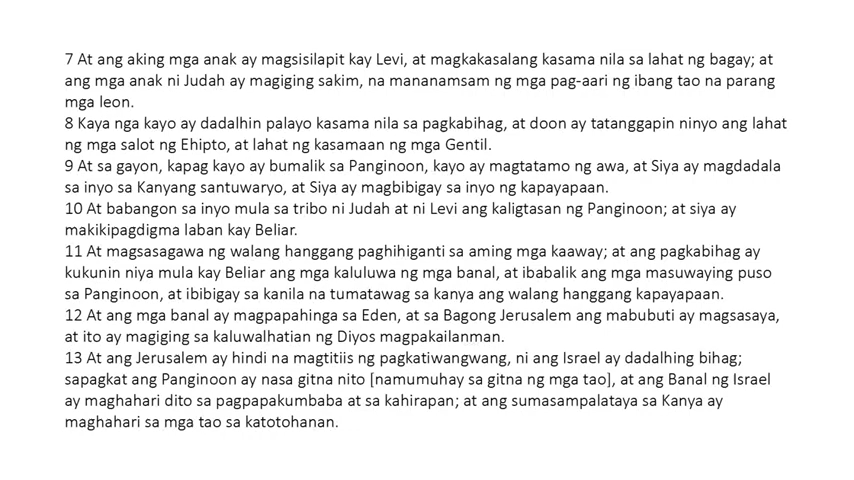 7 At ang aking mga anak ay magsisilapit kay Levi, at magkakasalang kasama nila sa lahat ng bagay; at
ang mga anak ni Judah ay magiging sakim, na mananamsam ng mga pag-aari ng ibang tao na parang
mga leon.
8 Kaya nga kayo ay dadalhin palayo kasama nila sa pagkabihag, at doon ay tatanggapin ninyo ang lahat
ng mga salot ng Ehipto, at lahat ng kasamaan ng mga Gentil.
9 At sa gayon, kapag kayo ay bumalik sa Panginoon, kayo ay magtatamo ng awa, at Siya ay magdadala
sa inyo sa Kanyang santuwaryo, at Siya ay magbibigay sa inyo ng kapayapaan.
10 At babangon sa inyo mula sa tribo ni Judah at ni Levi ang kaligtasan ng Panginoon; at siya ay
makikipagdigma laban kay Beliar.
11 At magsasagawa ng walang hanggang paghihiganti sa aming mga kaaway; at ang pagkabihag ay
kukunin niya mula kay Beliar ang mga kaluluwa ng mga banal, at ibabalik ang mga masuwaying puso
sa Panginoon, at ibibigay sa kanila na tumatawag sa kanya ang walang hanggang kapayapaan.
12 At ang mga banal ay magpapahinga sa Eden, at sa Bagong Jerusalem ang mabubuti ay magsasaya,
at ito ay magiging sa kaluwalhatian ng Diyos magpakailanman.
13 At ang Jerusalem ay hindi na magtitiis ng pagkatiwangwang, ni ang Israel ay dadalhing bihag;
sapagkat ang Panginoon ay nasa gitna nito [namumuhay sa gitna ng mga tao], at ang Banal ng Israel
ay maghahari dito sa pagpapakumbaba at sa kahirapan; at ang sumasampalataya sa Kanya ay
maghahari sa mga tao sa katotohanan.